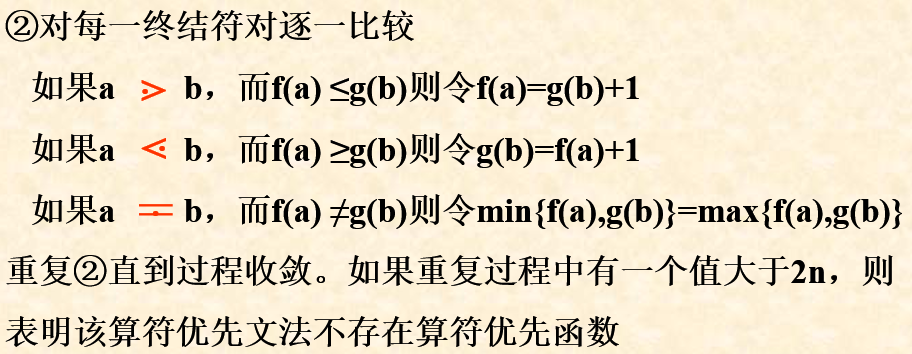 ②对每一终结符对逐一比较
如果a ⋗ b，而f(a) ≤g(b)则令f(a)=g(b)+1
如果a ⋖ b，而f(a) ≥g(b)则令g(b)=f(a)+1
如果a ≖ b，而f(a) ≠g(b)则令min{f(a),g(b)}=max{f(a),g(b)}
重复②直到过程收敛。如果重复过程中有一个值大于2n，则
表明该算符优先文法不存在算符优先函数